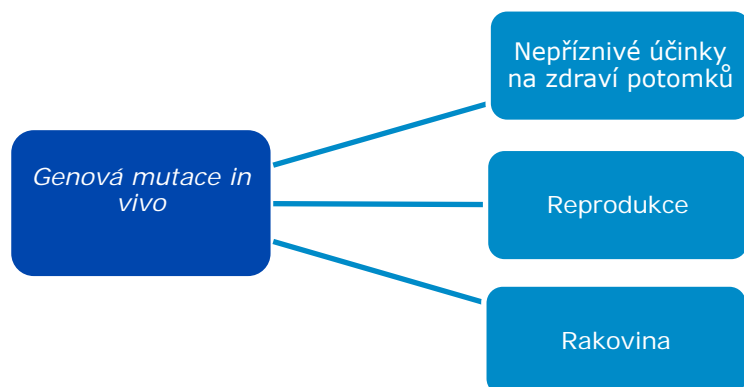 Nepříznivé účinky
na zdraví potomků
Genová mutace in
vivo
Reprodukce
Rakovina